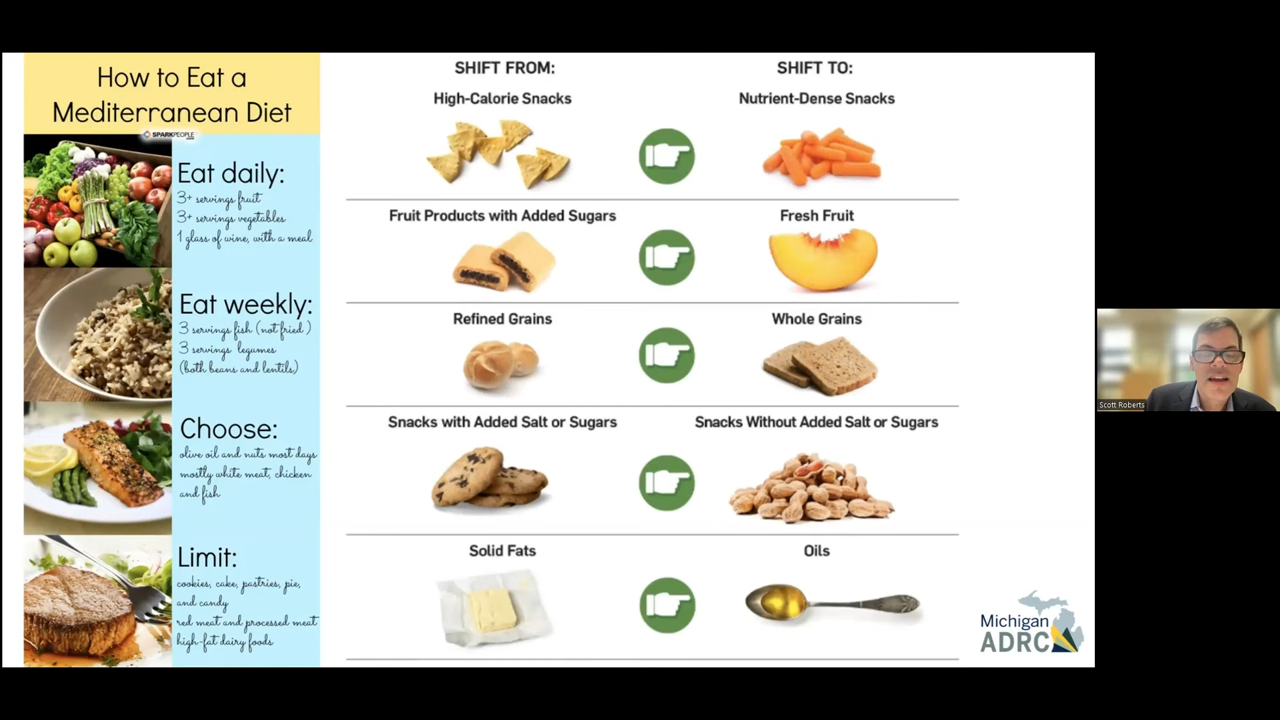 How to Eat a
Mediterranean Diet
SPARKPEOPLE
Eat daily:
3+ servings fruit
3+ servings vegetables
1 glass of wine, with a meal
Eat weekly:
3 servings fish (not fried )
3 servings legumes
(both beans and lentils)
Choose:
olive oil and nuts most days
mostly white meat, chicken
and fish
Limit:
cookies, cake, pastries, pie,
and candy
red meat and processed meat
high-fat dairy foods
SHIFT FROM:
SHIFT TO:
High-Calorie Snacks
Nutrient-Dense Snacks
Fruit Products with Added Sugars
Fresh Fruit
Refined Grains
Whole Grains
Snacks with Added Salt or Sugars
Snacks Without Added Salt or Sugars
Solid Fats
Oils
Michigan
ADRC
Scott Roberts